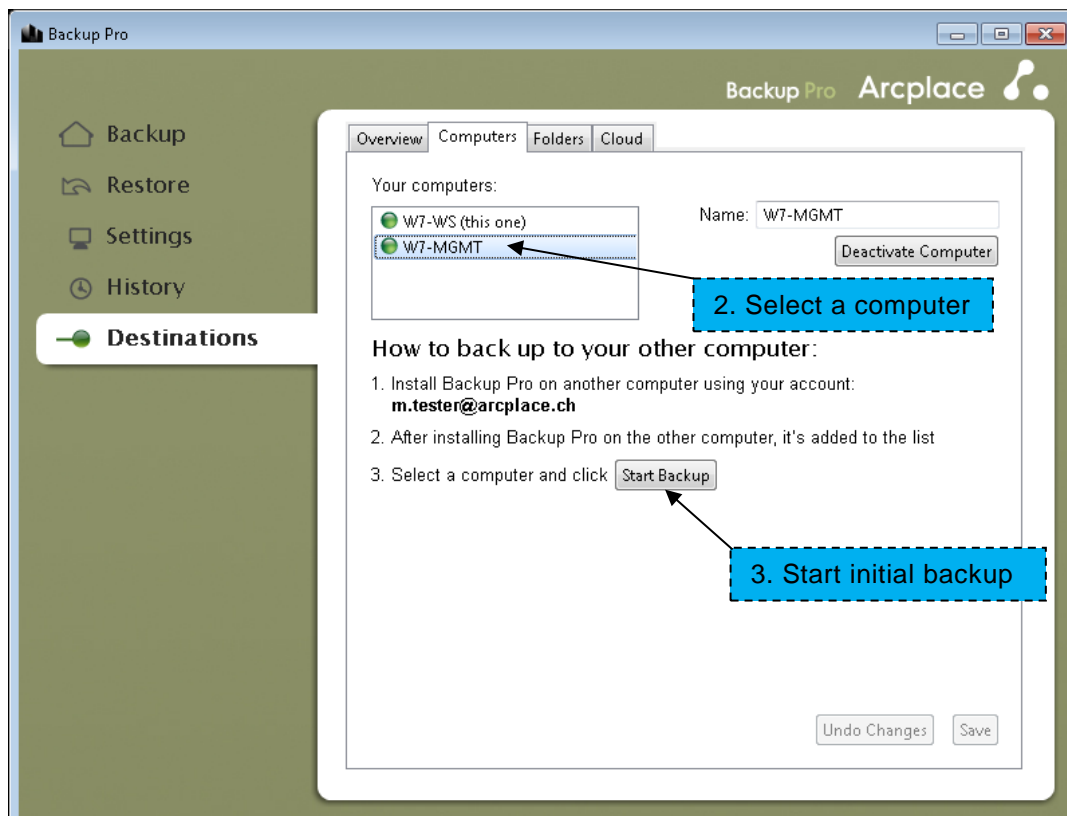 Backup Pro
Backup Pro Arcplace
Backup
Restore
Settings
History
Destinations
Overview Computers Folders Cloud
Your computers:
W7-WS (this one)
W7-MGMT
Name: W7-MGMT
Deactivate Computer
2. Select a computer
How to back up to your other computer:
1. Install Backup Pro on another computer using your account:
m.tester@arcplace.ch
2. After installing Backup Pro on the other computer, it's added to the list
3. Select a computer and click Start Backup
3. Start initial backup
Undo Changes Save